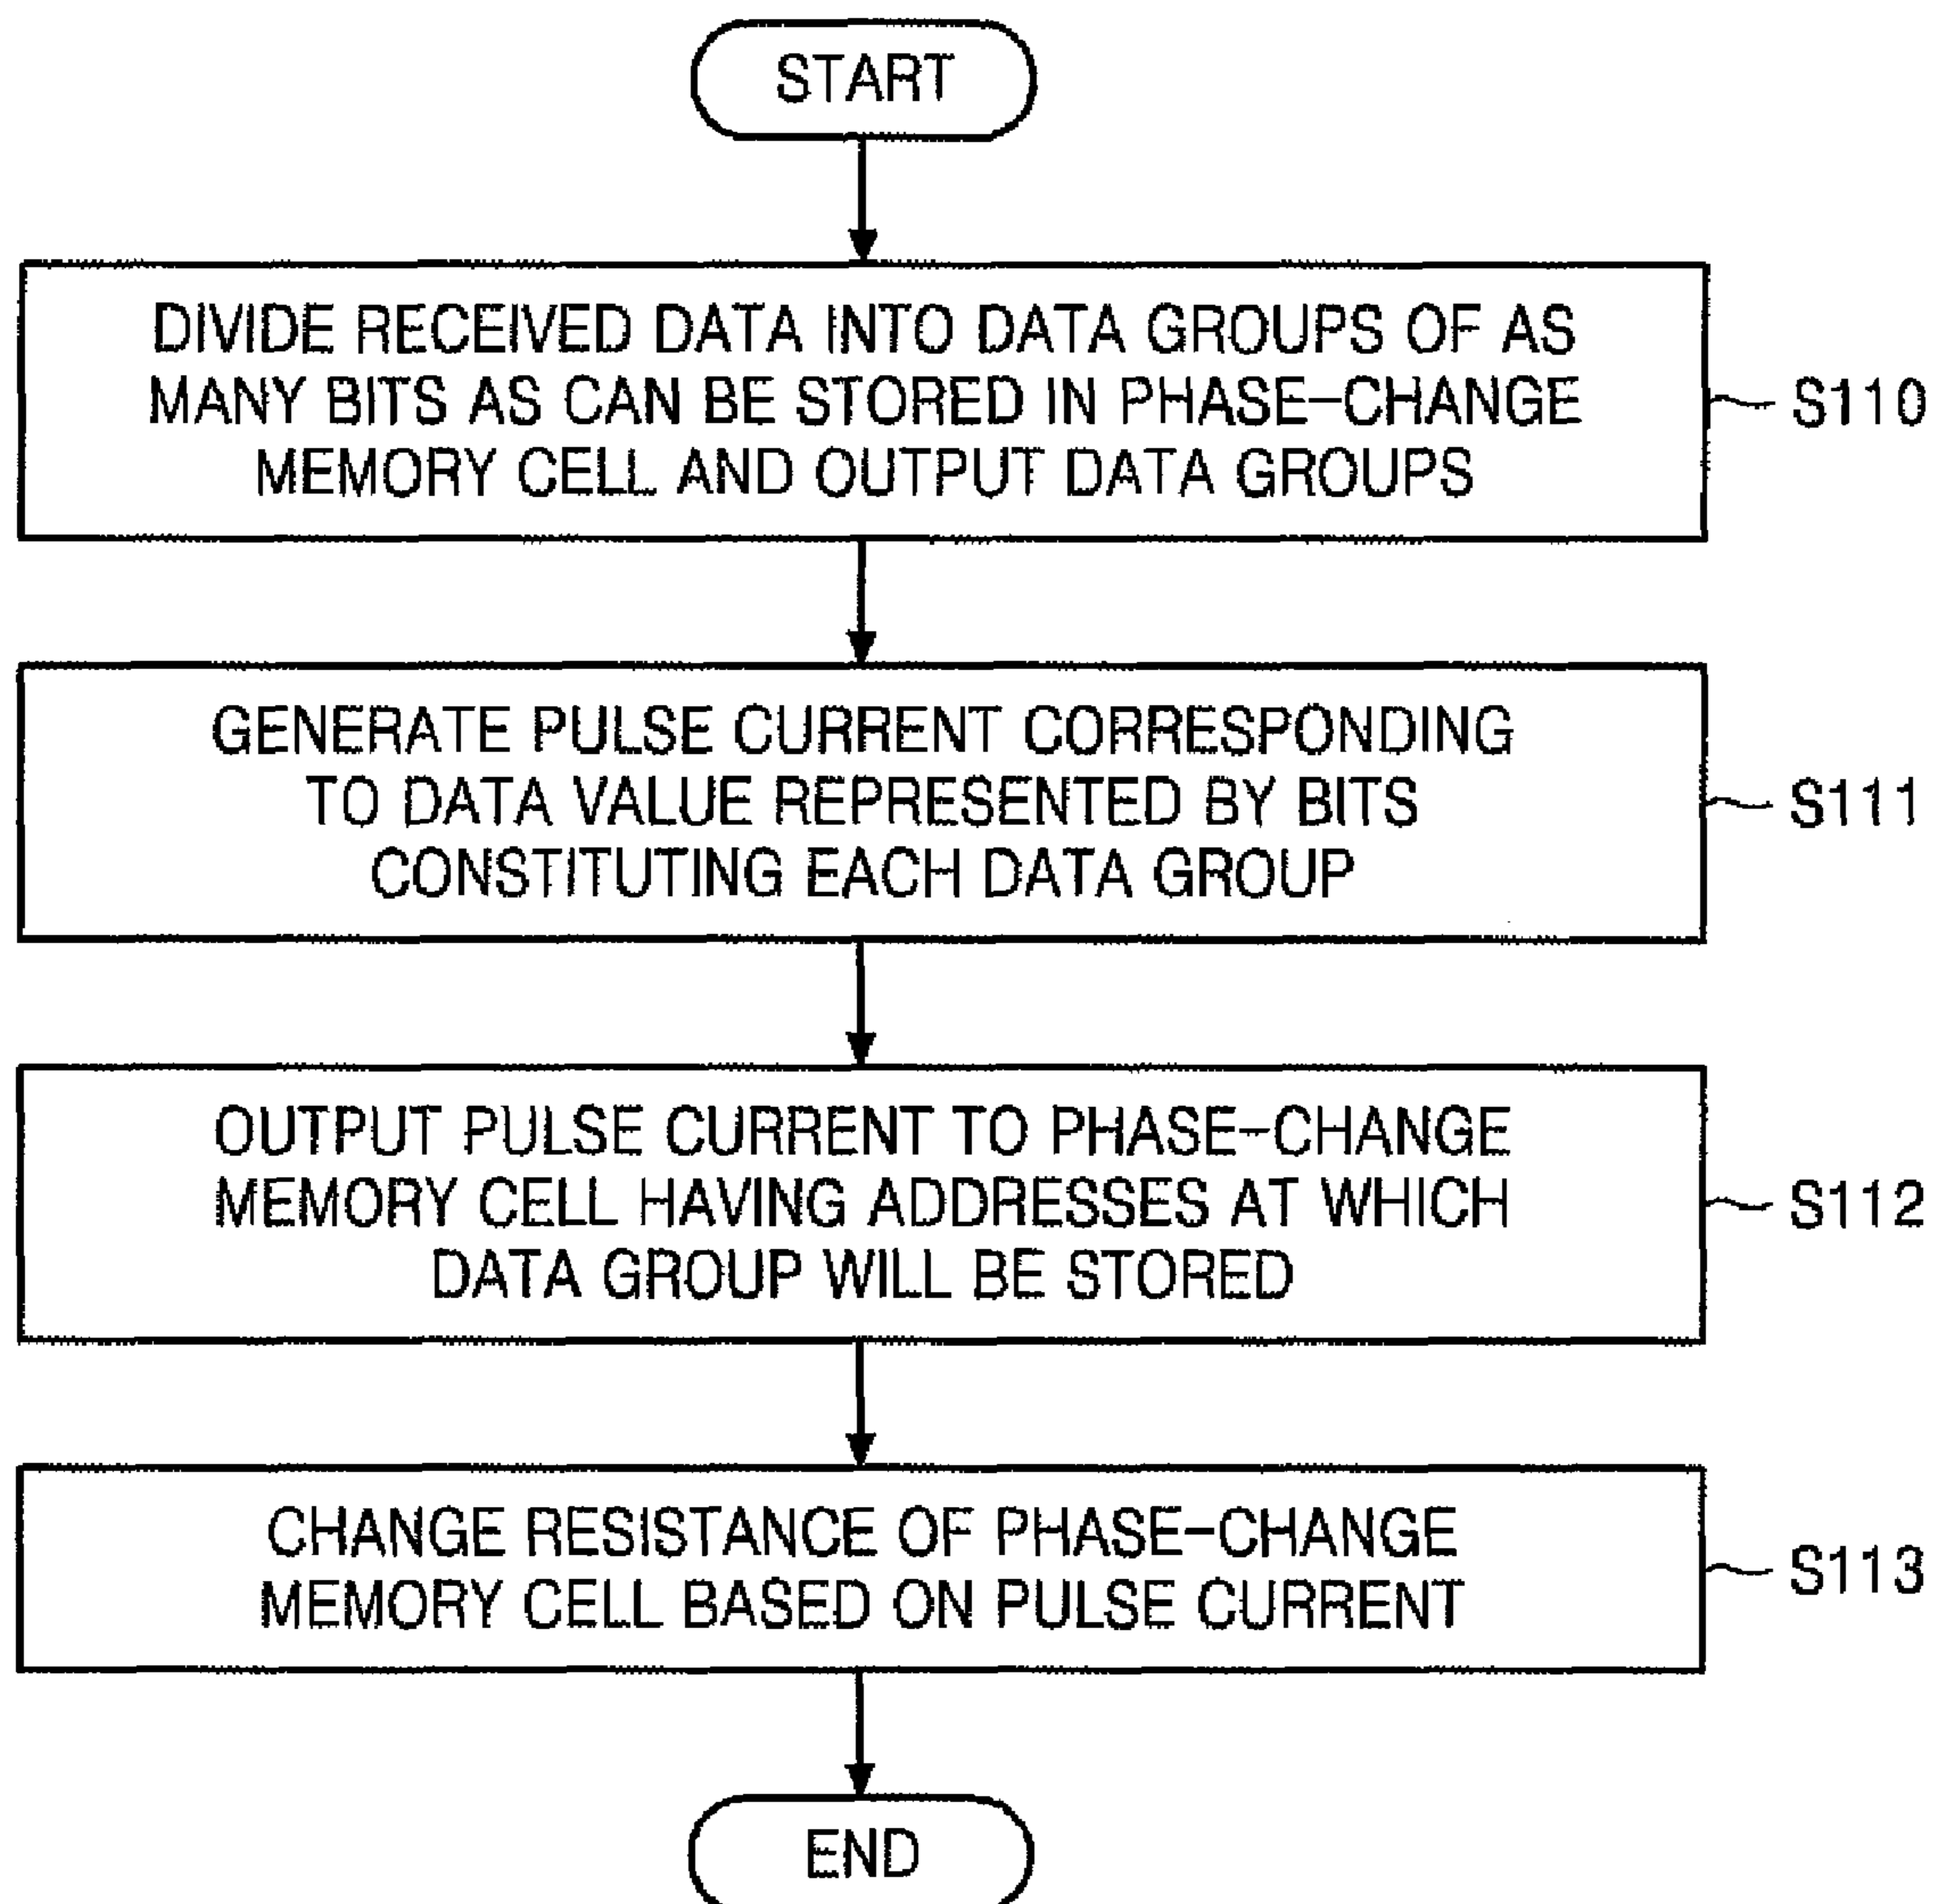 START
DIVIDE RECEIVED DATA INTO DATA GROUPS OF AS
MANY BITS AS CAN BE STORED IN PHASE-CHANGE
MEMORY CELL AND OUTPUT DATA GROUPS
S110
GENERATE PULSE CURRENT CORRESPONDING
TO DATA VALUE REPRESENTED BY BITS
CONSTITUTING EACH DATA GROUP
S111
OUTPUT PULSE CURRENT TO PHASE-CHANGE
MEMORY CELL HAVING ADDRESSES AT WHICH
DATA GROUP WILL BE STORED
S112
CHANGE RESISTANCE OF PHASE-CHANGE
MEMORY CELL BASED ON PULSE CURRENT
S113
END